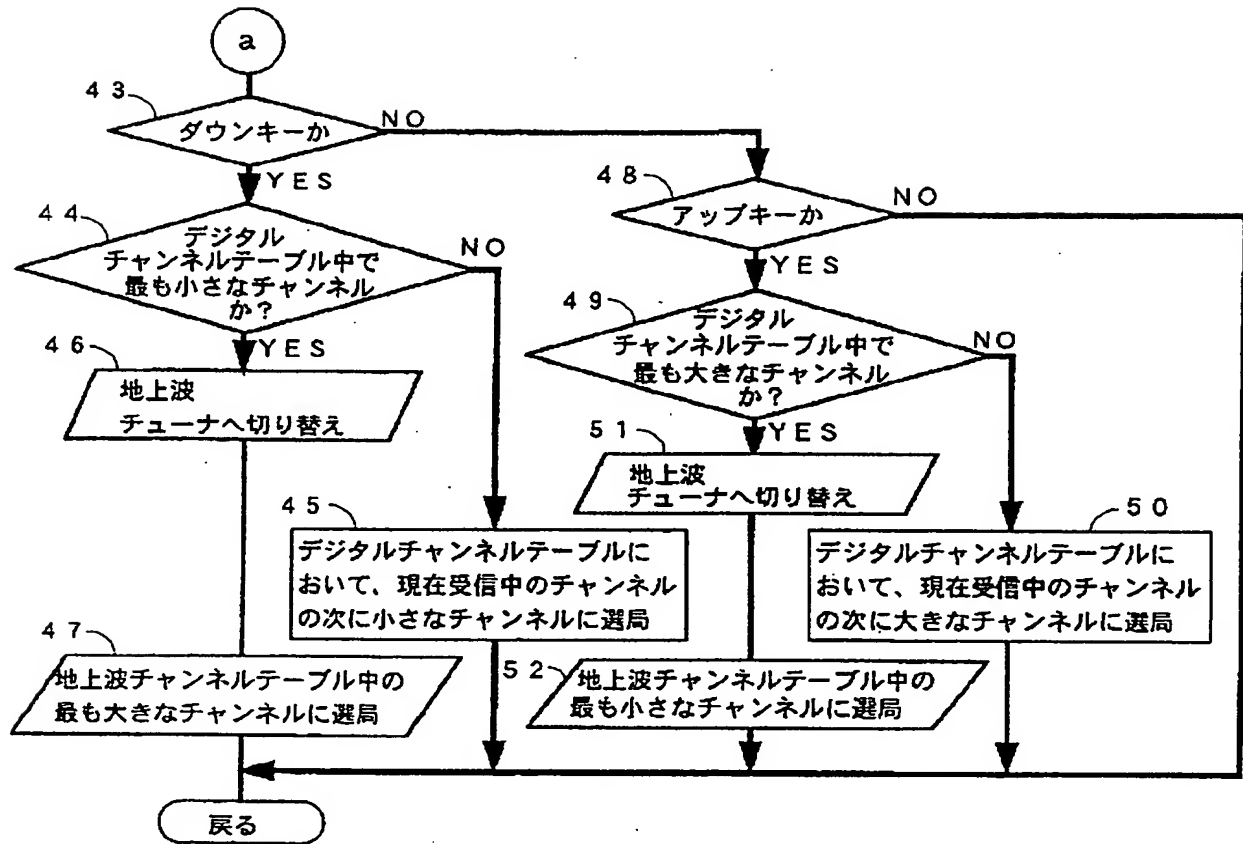 a
43
ダウンキーか
NO
YES
44
デジタル
チャンネルテーブル中で
最も小さなチャンネル
か?
NO
YES
46
地上波
チューナへ切り替え
45
デジタルチャンネルテーブルに
おいて、現在受信中のチャンネル
の次に小さなチャンネルに選局
47
地上波チャンネルテーブル中の
最も大きなチャンネルに選局
48
アップキーか
NO
YES
49
デジタル
チャンネルテーブル中で
最も大きなチャンネル
か?
NO
YES
51
地上波
チューナへ切り替え
50
デジタルチャンネルテーブルに
おいて、現在受信中のチャンネル
の次に大きなチャンネルに選局
52
地上波チャンネルテーブル中の
最も小さなチャンネルに選局
戻る